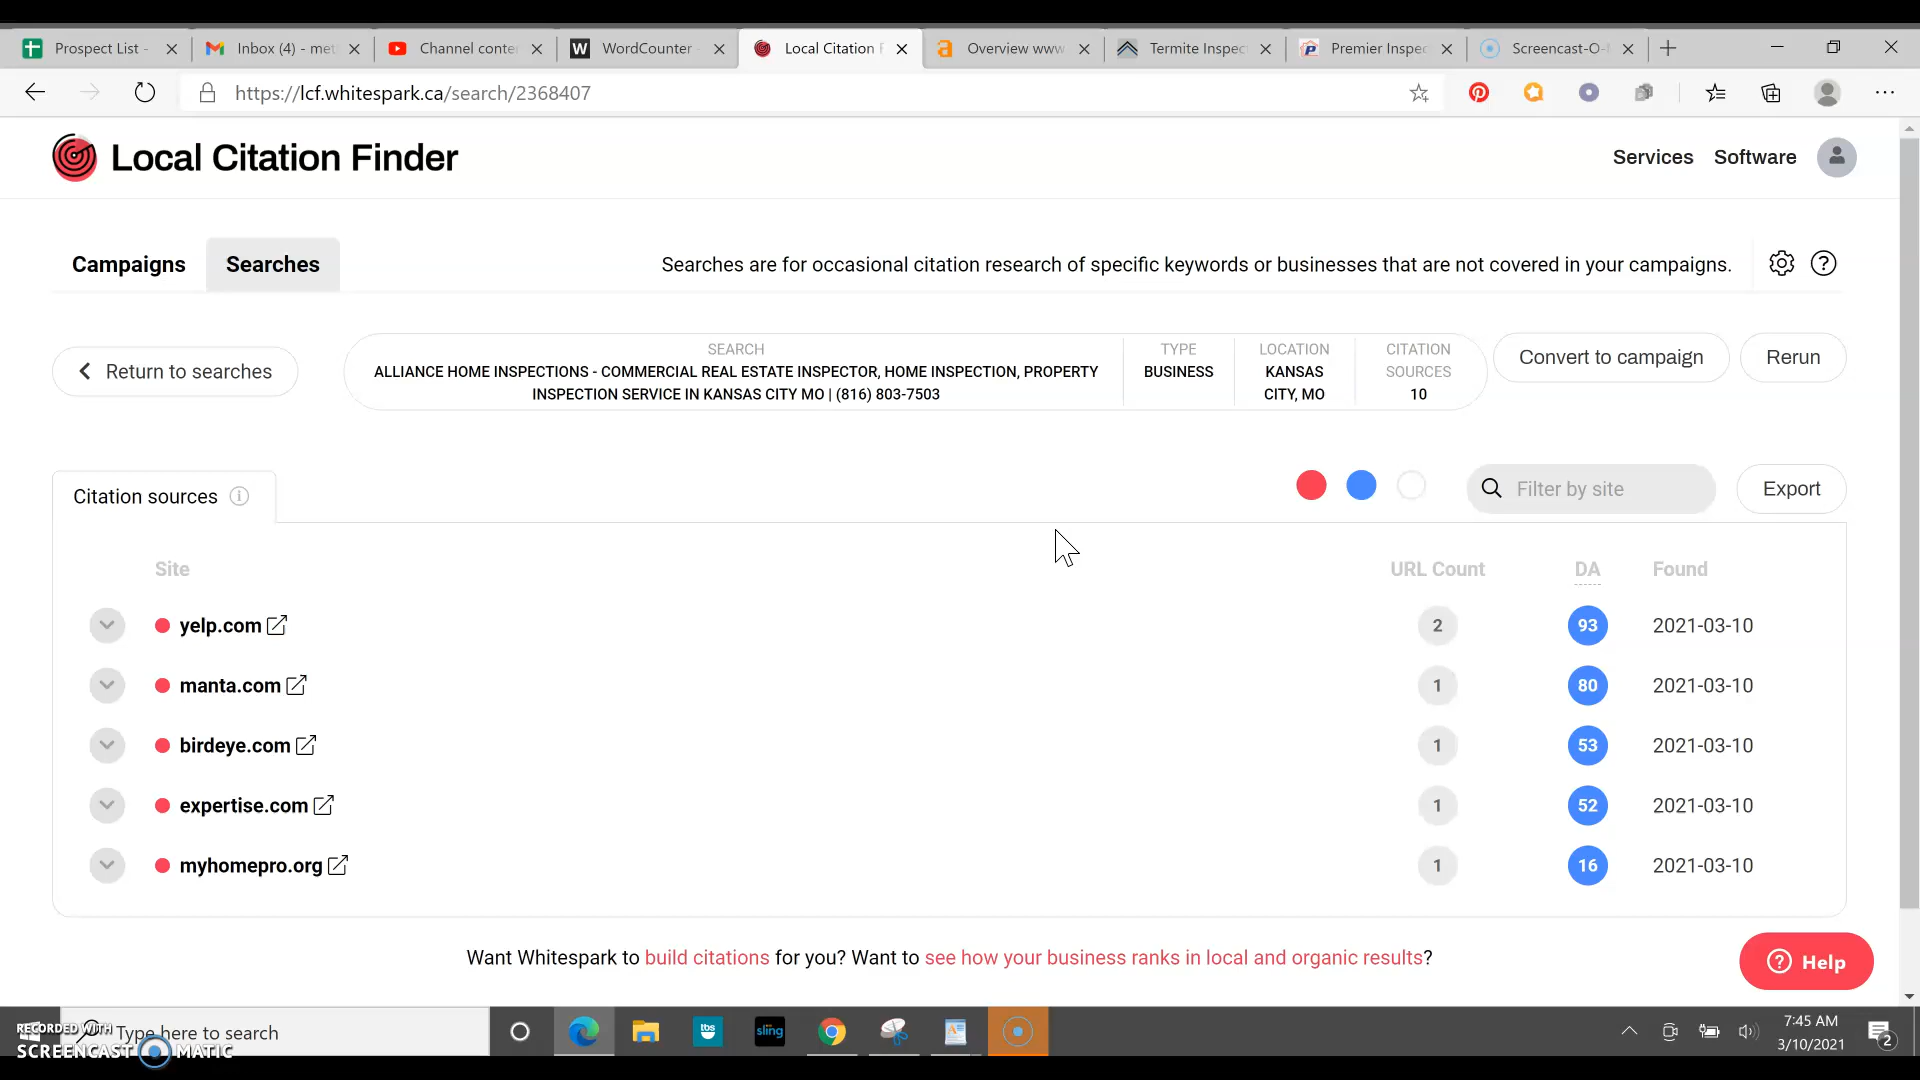 Prospect List -
Inbox (4) - met
Channel conte
WordCounter -
Local Citation F
Overview www
Termite Inspec
Premier Inspec
Screencast-O-
https://lcf.whitespark.ca/search/2368407
Local Citation Finder
Services
Software
Campaigns
Searches
Searches are for occasional citation research of specific keywords or businesses that are not covered in your campaigns.
Return to searches
SEARCH
ALLIANCE HOME INSPECTIONS - COMMERCIAL REAL ESTATE INSPECTOR, HOME INSPECTION, PROPERTY
INSPECTION SERVICE IN KANSAS CITY MO | (816) 803-7503
TYPE
BUSINESS
LOCATION
KANSAS
CITY, MO
CITATION
SOURCES
10
Convert to campaign
Rerun
Citation sources
Filter by site
Export
Site
URL Count
DA
Found
yelp.com
2
93
2021-03-10
manta.com
1
80
2021-03-10
birdeye.com
1
53
2021-03-10
expertise.com
1
52
2021-03-10
myhomepro.org
1
16
2021-03-10
Want Whitespark to build citations for you? Want to see how your business ranks in local and organic results?
Help
Type here to search
RECORDED WITH
SCREENCAST MATIC
tbs
sling
7:45 AM
3/10/2021
2